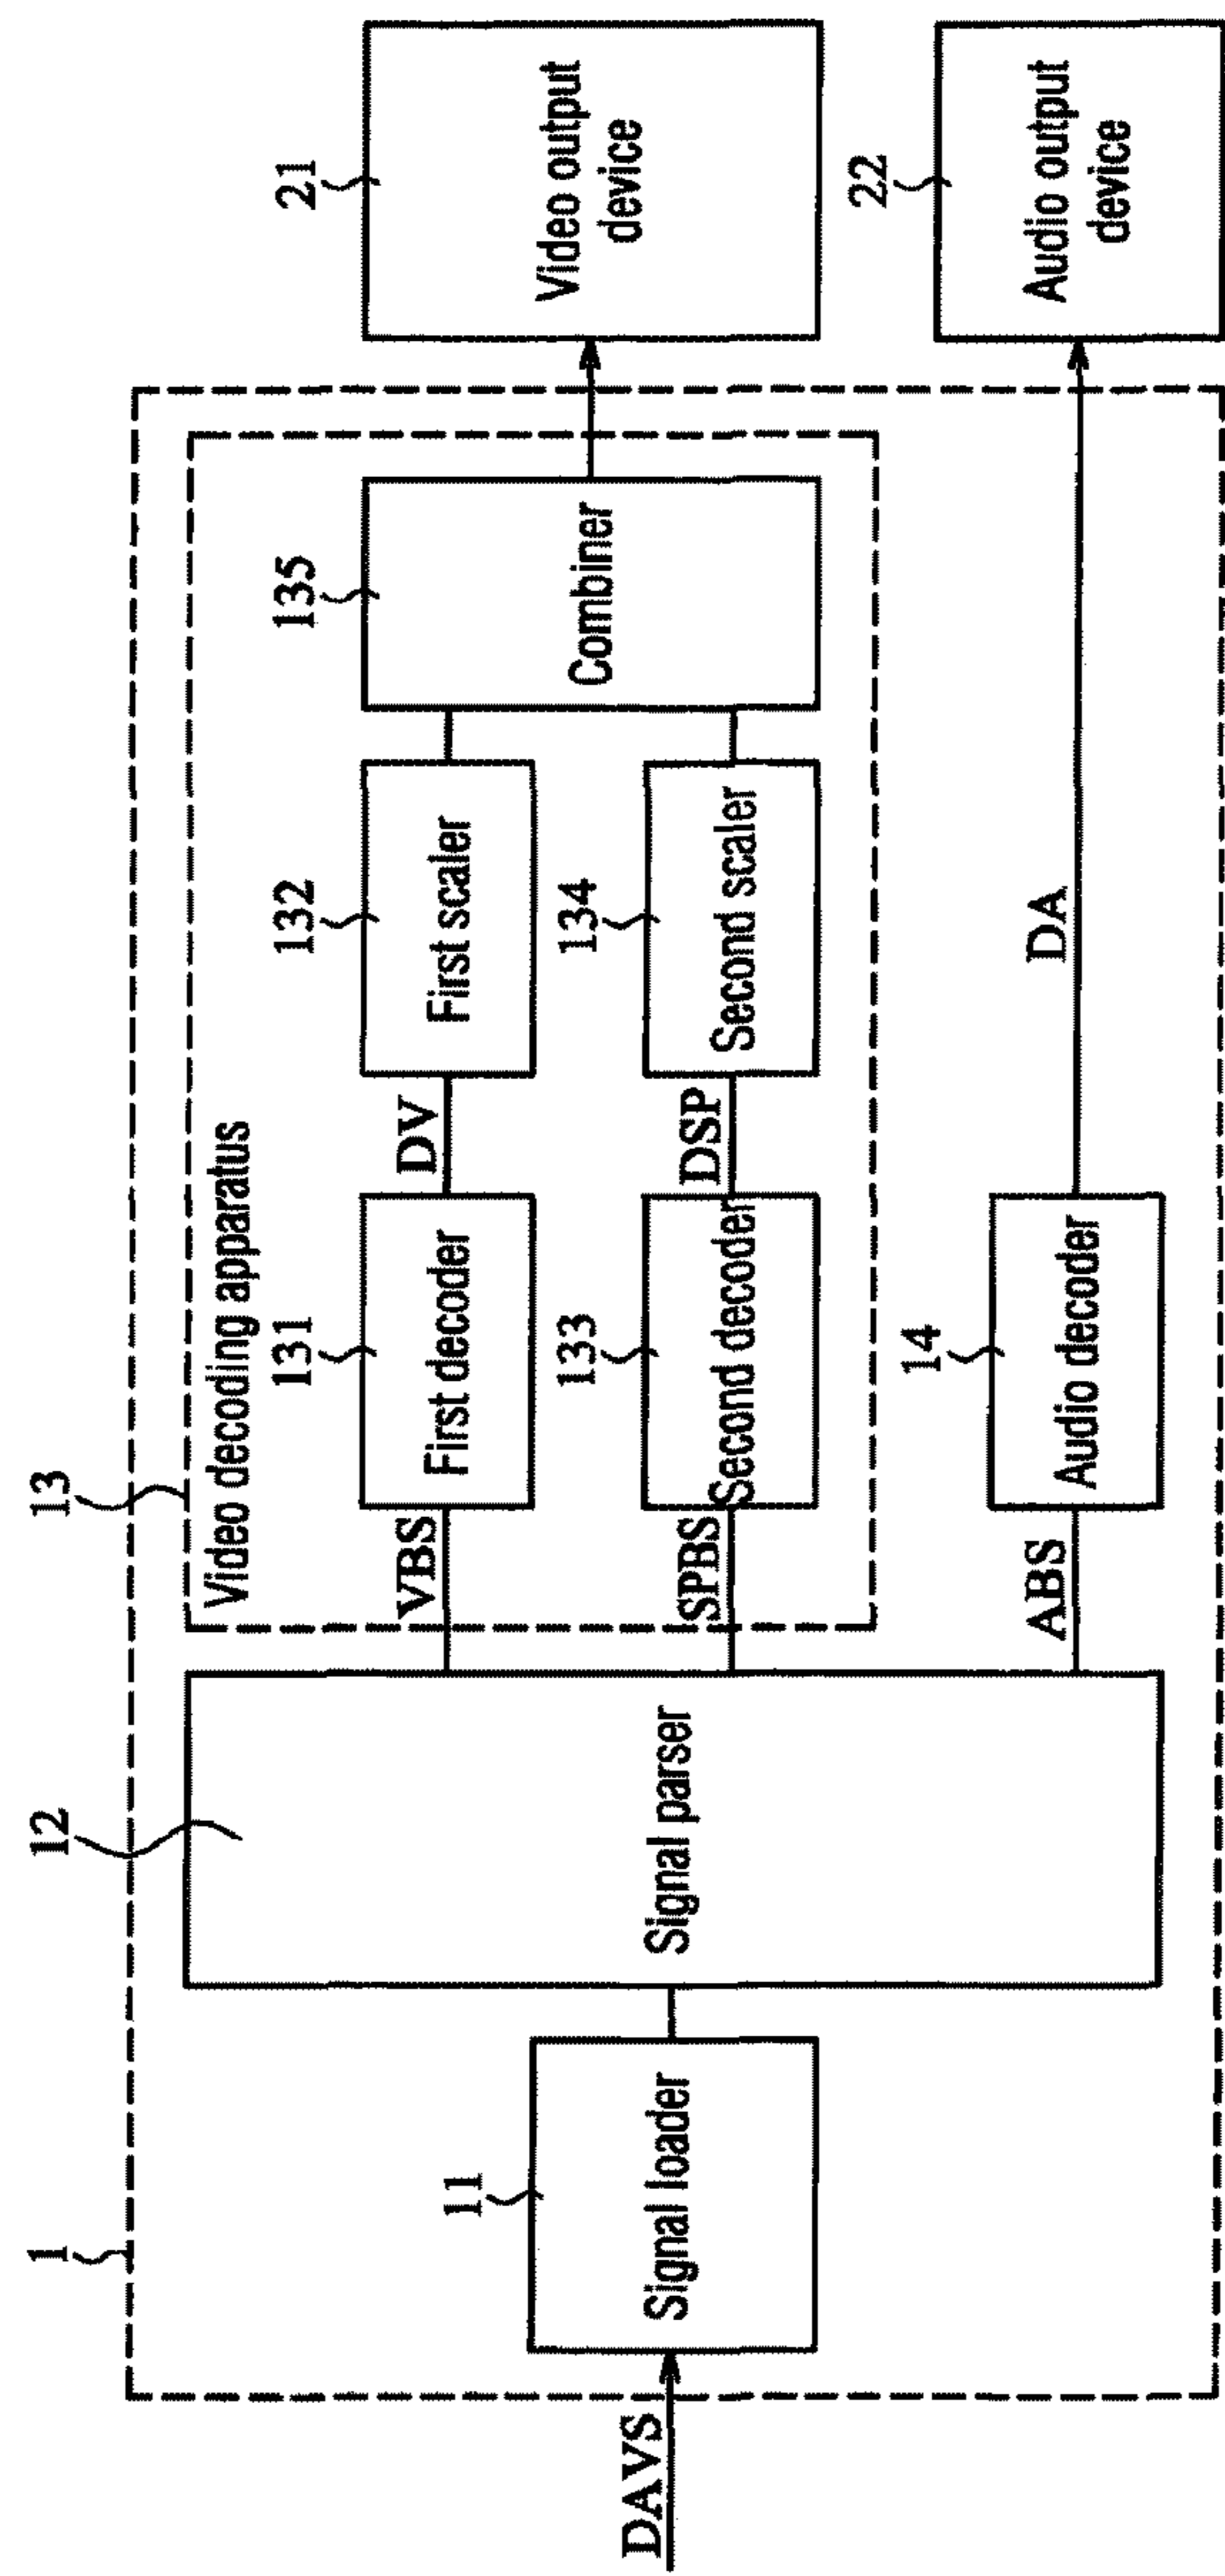 1
12
13
Video decoding apparatus
DAVS
11
Signal loader
Signal parser
VBS
SPBS
ABS
131
First decoder
133
Second decoder
14
Audio decoder
DV
DSP
DA
132
First scaler
134
Second scaler
135
Combiner
21
Video output
device
22
Audio output
device